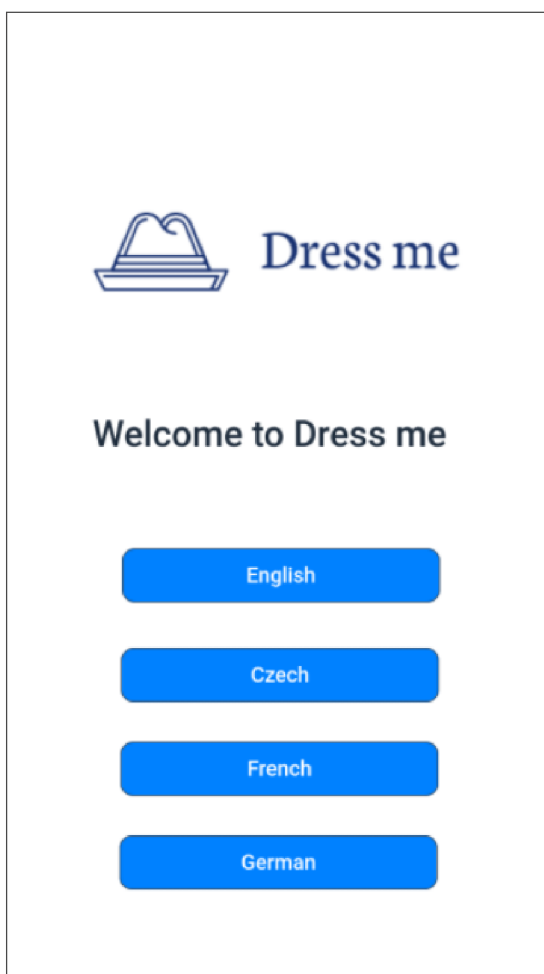 Dress me
Welcome to Dress me
English
Czech
French
German